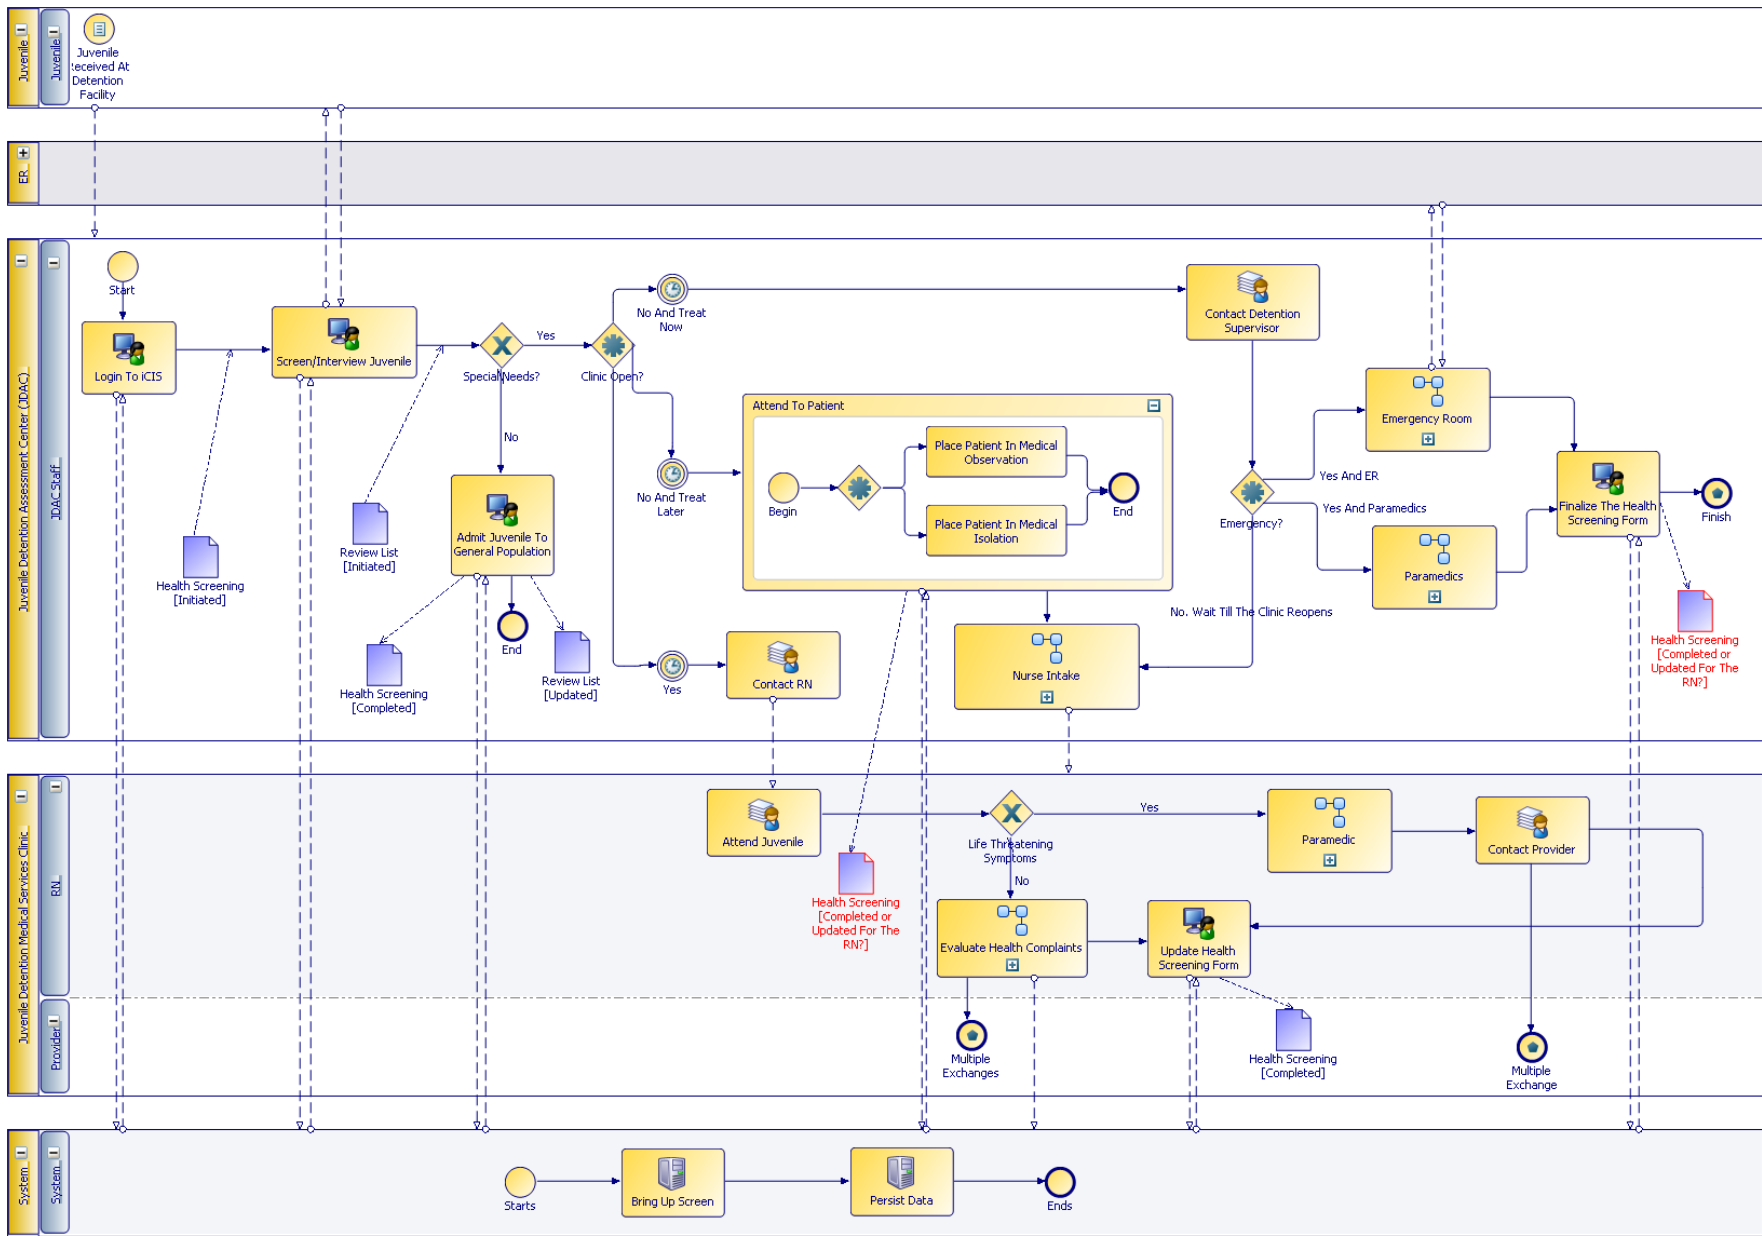 Juvenile
Juvenile
Juvenile
Received At
Detention
Facility
ER
Juvenile Detention Assessment Center (JDAC)
JDAC Staff
Start
Login To iCIS
Health Screening
[Initiated]
Screen/Interview Juvenile
Review List
[Initiated]
Special Needs?
Yes
No
Admit Juvenile To
General Population
Health Screening
[Completed]
End
Review List
[Updated]
Clinic Open?
No And Treat
Now
No And Treat
Later
Yes
Contact RN
Attend To Patient
Begin
Place Patient In Medical
Observation
Place Patient In Medical
Isolation
End
Nurse Intake
Contact Detention
Supervisor
Emergency?
Yes And ER
Yes And Paramedics
No. Wait Till The Clinic Reopens
Emergency Room
Paramedics
Finalize The Health
Screening Form
Finish
Health Screening
[Completed or
Updated For The
RN?]
Juvenile Detention Medical Services Clinic
RN
Provider
Attend Juvenile
Health Screening
[Completed or
Updated For The
RN?]
Life Threatening
Symptoms
Yes
No
Paramedic
Contact Provider
Evaluate Health Complaints
Update Health
Screening Form
Multiple
Exchanges
Health Screening
[Completed]
Multiple
Exchange
System
System
Starts
Bring Up Screen
Persist Data
Ends